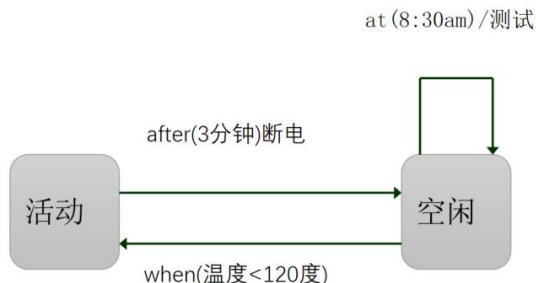 at(8:30am)/测试
after(3分钟)断电
活动
空闲
when(温度<120度)